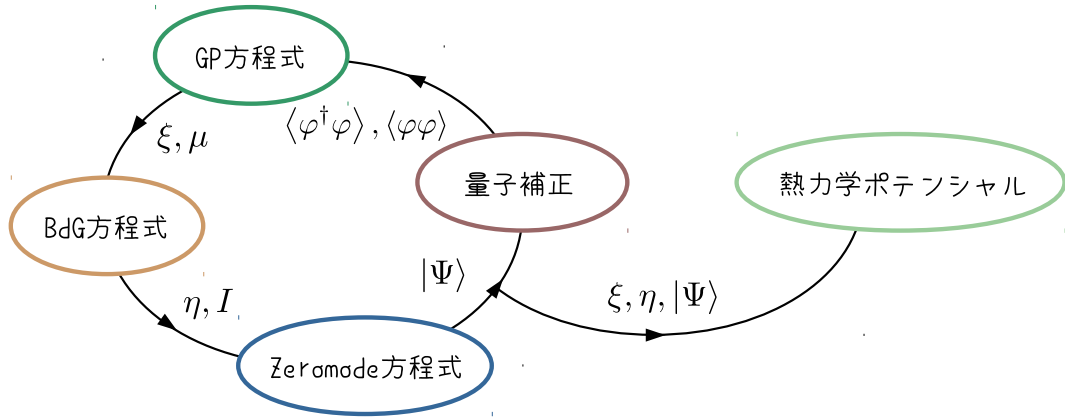 GP方程式
⟨φ†φ⟩, ⟨φφ⟩
ξ, μ
量子補正
熱力学ポテンシャル
BdG方程式
|Ψ⟩
η, I
ξ, η, |Ψ⟩
Zeromode方程式